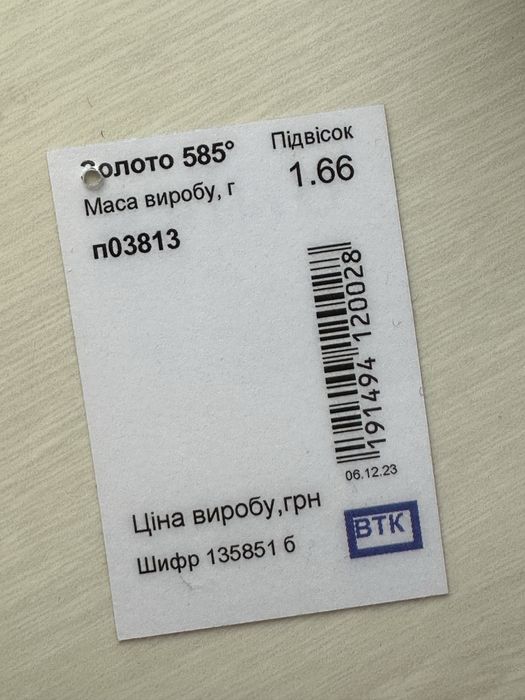 Золото 585° Підвісок
Маса виробу, г 1.66
п03813
191494 120028
06.12.23
Ціна виробу,грн
Шифр 135851 б
ВТК